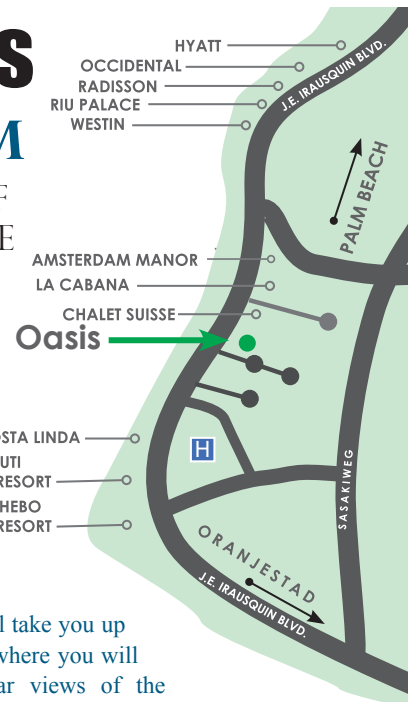 S
M
F
E
HYATT
OCCIDENTAL
RADISSON
RIU PALACE
WESTIN
J.E. IRAUSQUIN BLVD.
PALM BEACH
AMSTERDAM MANOR
LA CABANA
CHALET SUISSE
Oasis
OSTA LINDA
UTI
RESORT
HEBO
RESORT
H
SASAKIWEG
ORANJESTAD
J.E. IRAUSQUIN BLVD.
l take you up
where you will
ar views of the